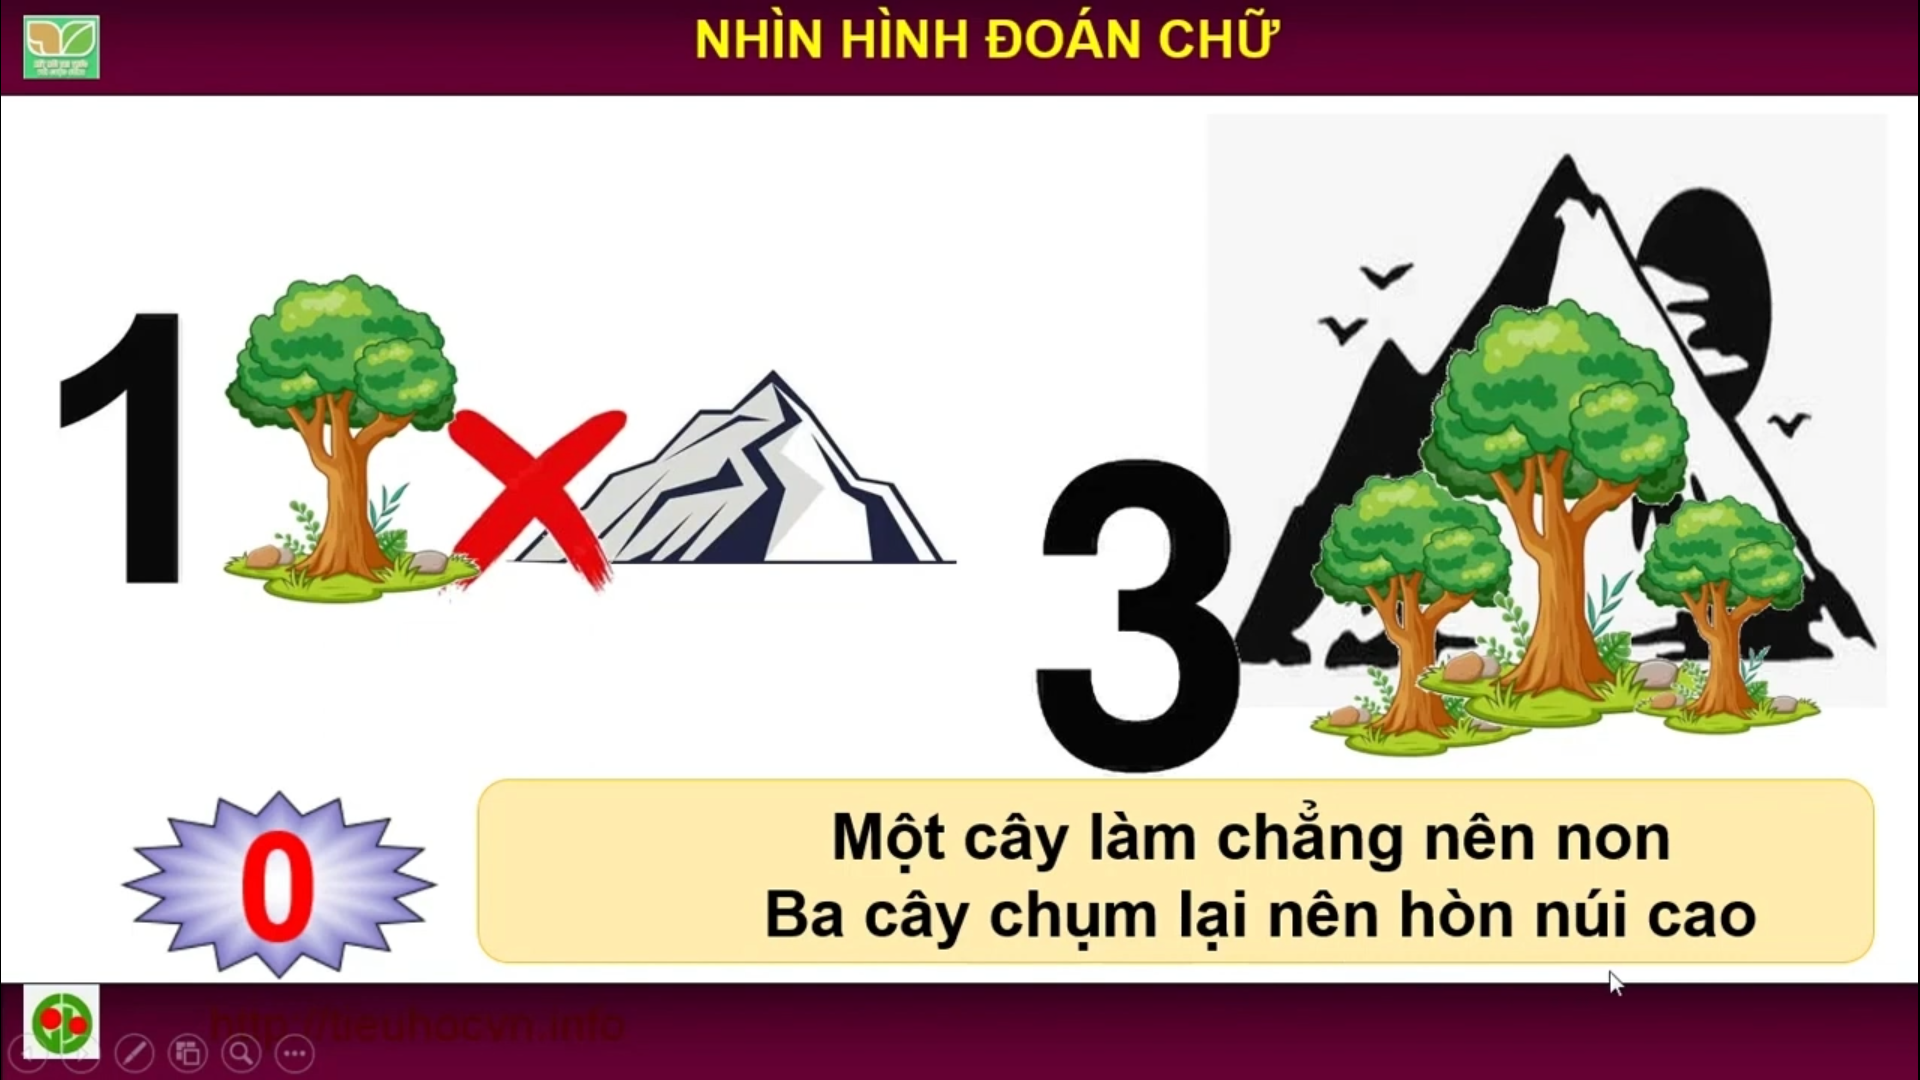 NHÌN HÌNH ĐOÁN CHỮ
1
3
0
Một cây làm chẳng nên non
Ba cây chụm lại nên hòn núi cao
http://tieuhocvn.info